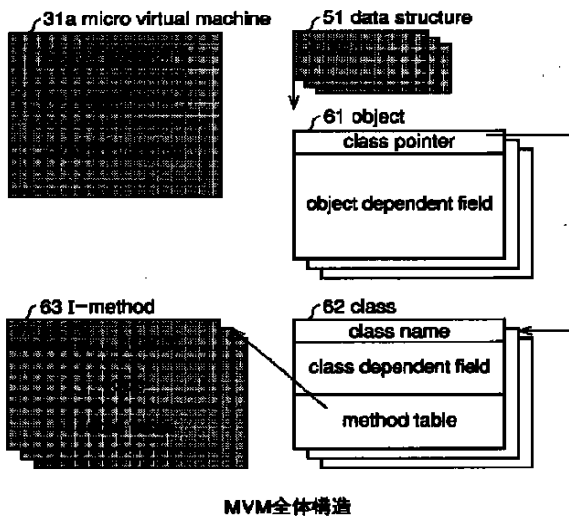 31a micro virtual machine
51 data structure
61 object
class pointer
object dependent field
63 I-method
62 class
class name
class dependent field
method table
MVM全体構造